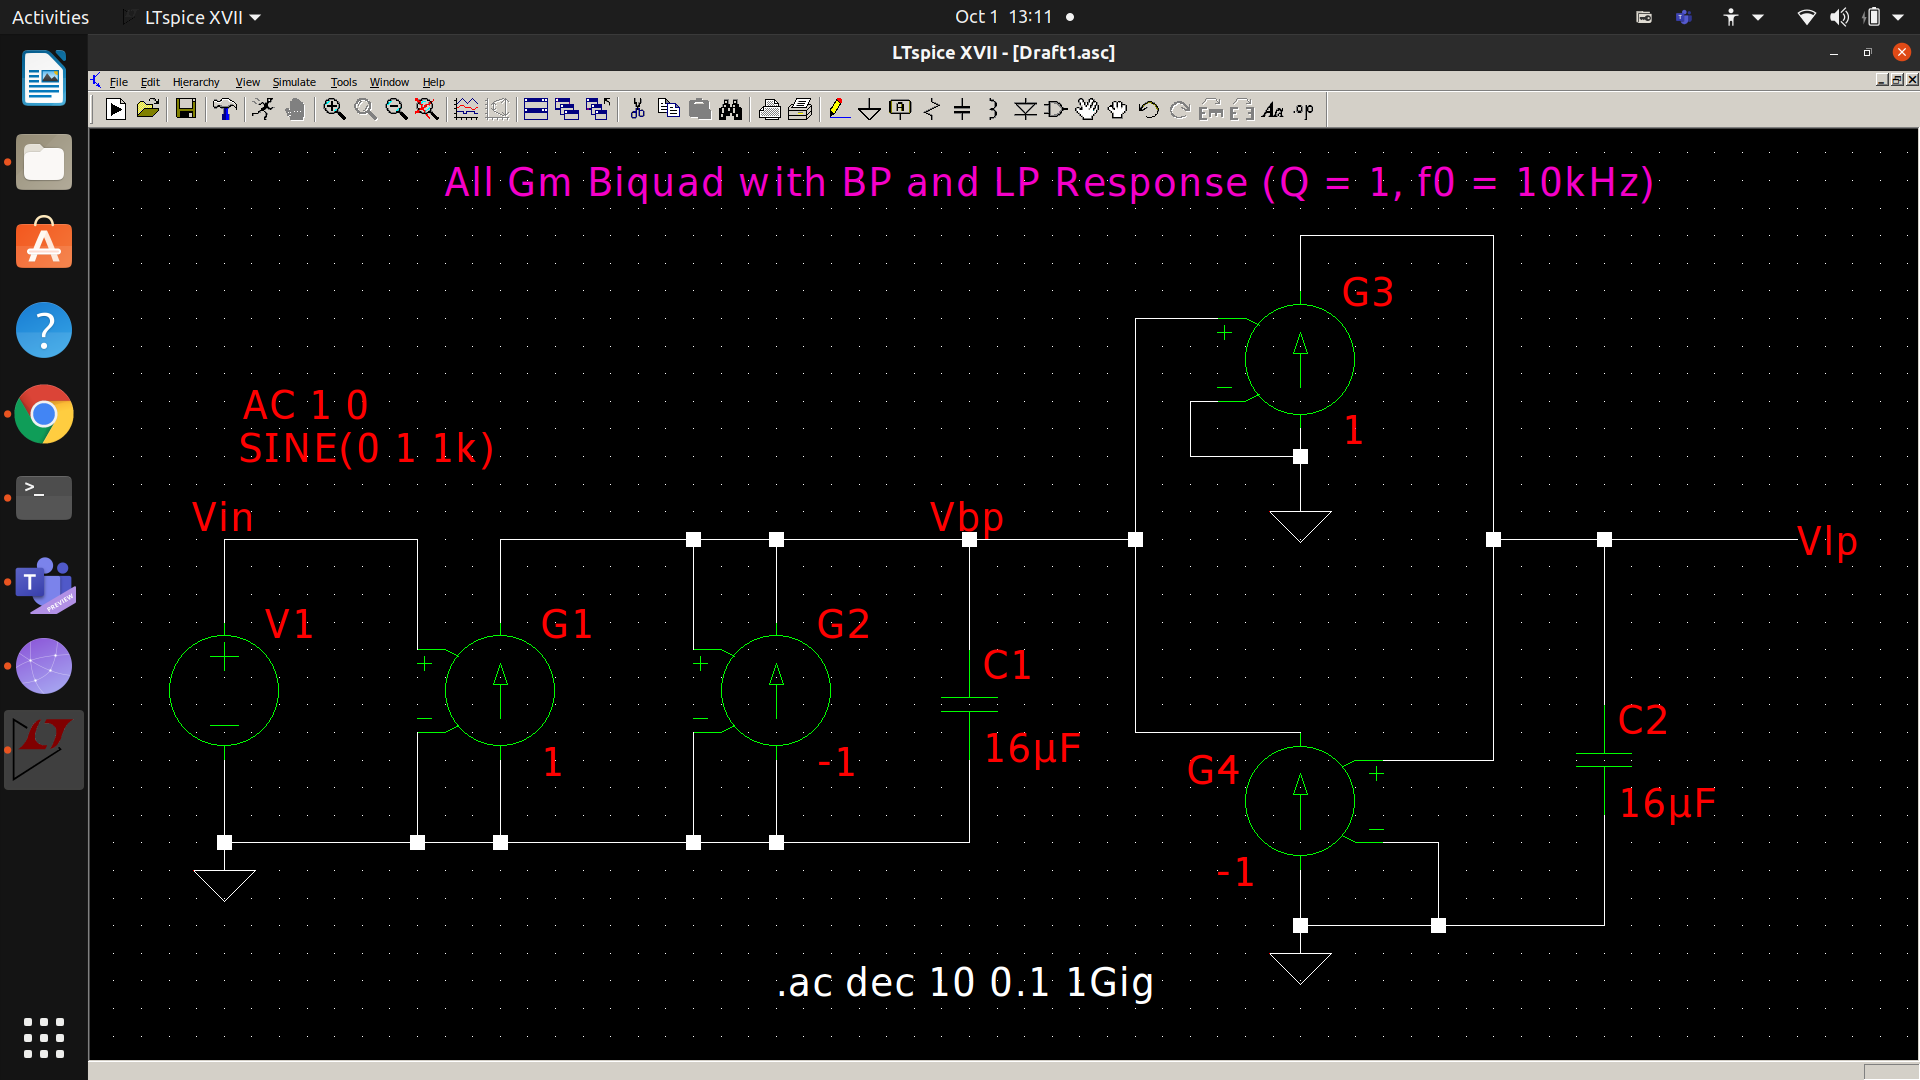 Activities
LTspice XVII
Oct 1 13:11
LTspice XVII - [Draft1.asc]
File Edit Hierarchy View Simulate Tools Window Help
All Gm Biquad with BP and LP Response (Q = 1, f0 = 10kHz)
G3
+
−
1
AC 1 0
SINE(0 1 1k)
Vin
Vbp
Vlp
V1
G1
G2
+
−
+
−
+
−
1
-1
C1
16µF
G4
+
−
-1
C2
16µF
.ac dec 10 0.1 1Gig